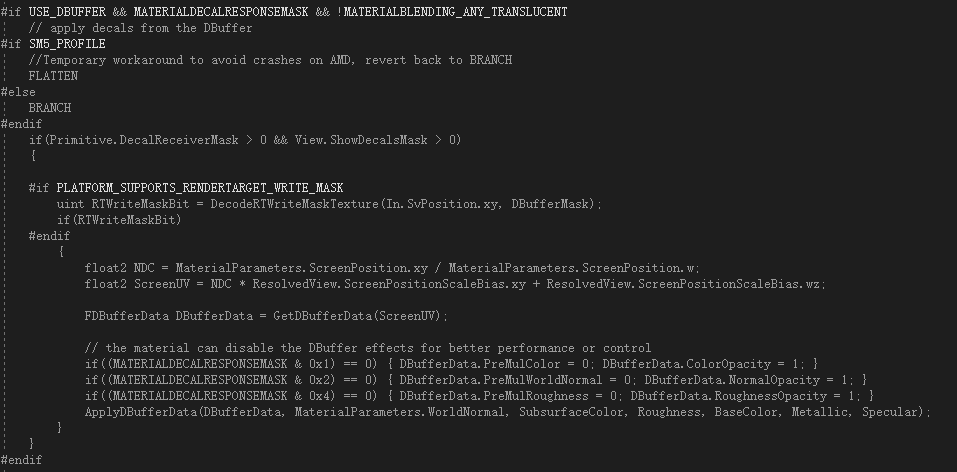 #if USE_DBUFFER && MATERIALDECALRESPONSEMASK && !MATERIALBLENDING_ANY_TRANSLUCENT
// apply decals from the DBuffer
#if SM5_PROFILE
//Temporary workaround to avoid crashes on AMD, revert back to BRANCH
FLATTEN
#else
BRANCH
#endif
if(Primitive.DecalReceiverMask > 0 && View.ShowDecalsMask > 0)
{
#if PLATFORM_SUPPORTS_RENDERTARGET_WRITE_MASK
uint RTWriteMaskBit = DecodeRTWriteMaskTexture(In.SvPosition.xy, DBufferMask);
if(RTWriteMaskBit)
#endif
{
float2 NDC = MaterialParameters.ScreenPosition.xy / MaterialParameters.ScreenPosition.w;
float2 ScreenUV = NDC * ResolvedView.ScreenPositionScaleBias.xy + ResolvedView.ScreenPositionScaleBias.wz;
FDBufferData DBufferData = GetDBufferData(ScreenUV);
// the material can disable the DBuffer effects for better performance or control
if((MATERIALDECALRESPONSEMASK & 0x1) == 0) { DBufferData.PreMulColor = 0; DBufferData.ColorOpacity = 1; }
if((MATERIALDECALRESPONSEMASK & 0x2) == 0) { DBufferData.PreMulWorldNormal = 0; DBufferData.NormalOpacity = 1; }
if((MATERIALDECALRESPONSEMASK & 0x4) == 0) { DBufferData.PreMulRoughness = 0; DBufferData.RoughnessOpacity = 1; }
ApplyDBufferData(DBufferData, MaterialParameters.WorldNormal, SubsurfaceColor, Roughness, BaseColor, Metallic, Specular);
}
}
#endif